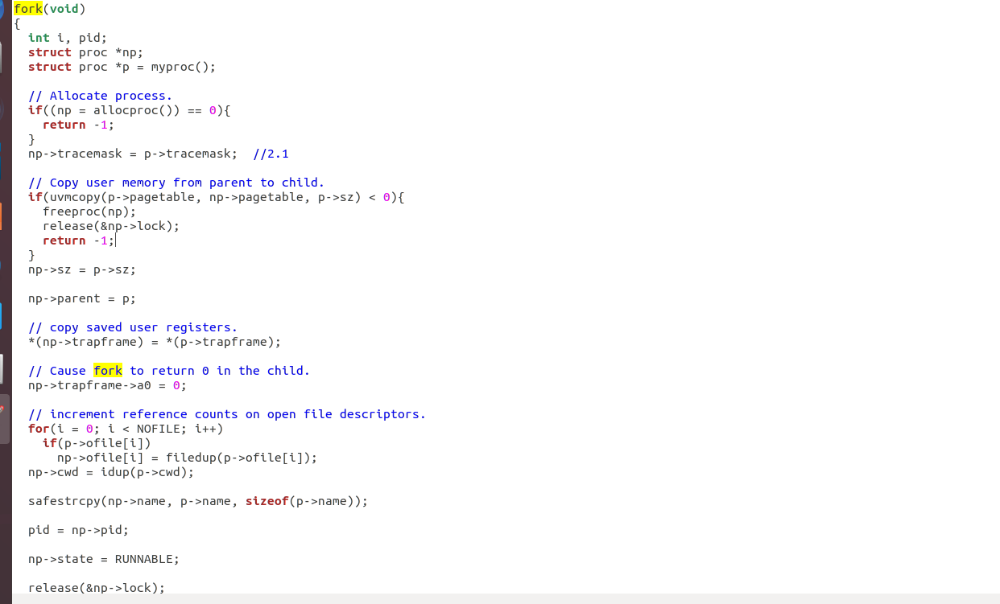 fork(void)
{
  int i, pid;
  struct proc *np;
  struct proc *p = myproc();

  // Allocate process.
  if((np = allocproc()) == 0){
    return -1;
  }
  np->tracemask = p->tracemask;  //2.1

  // Copy user memory from parent to child.
  if(uvmcopy(p->pagetable, np->pagetable, p->sz) < 0){
    freeproc(np);
    release(&np->lock);
    return -1;
  }
  np->sz = p->sz;

  np->parent = p;

  // copy saved user registers.
  *(np->trapframe) = *(p->trapframe);

  // Cause fork to return 0 in the child.
  np->trapframe->a0 = 0;

  // increment reference counts on open file descriptors.
  for(i = 0; i < NOFILE; i++)
    if(p->ofile[i])
      np->ofile[i] = filedup(p->ofile[i]);
  np->cwd = idup(p->cwd);

  safestrcpy(np->name, p->name, sizeof(p->name));

  pid = np->pid;

  np->state = RUNNABLE;

  release(&np->lock);